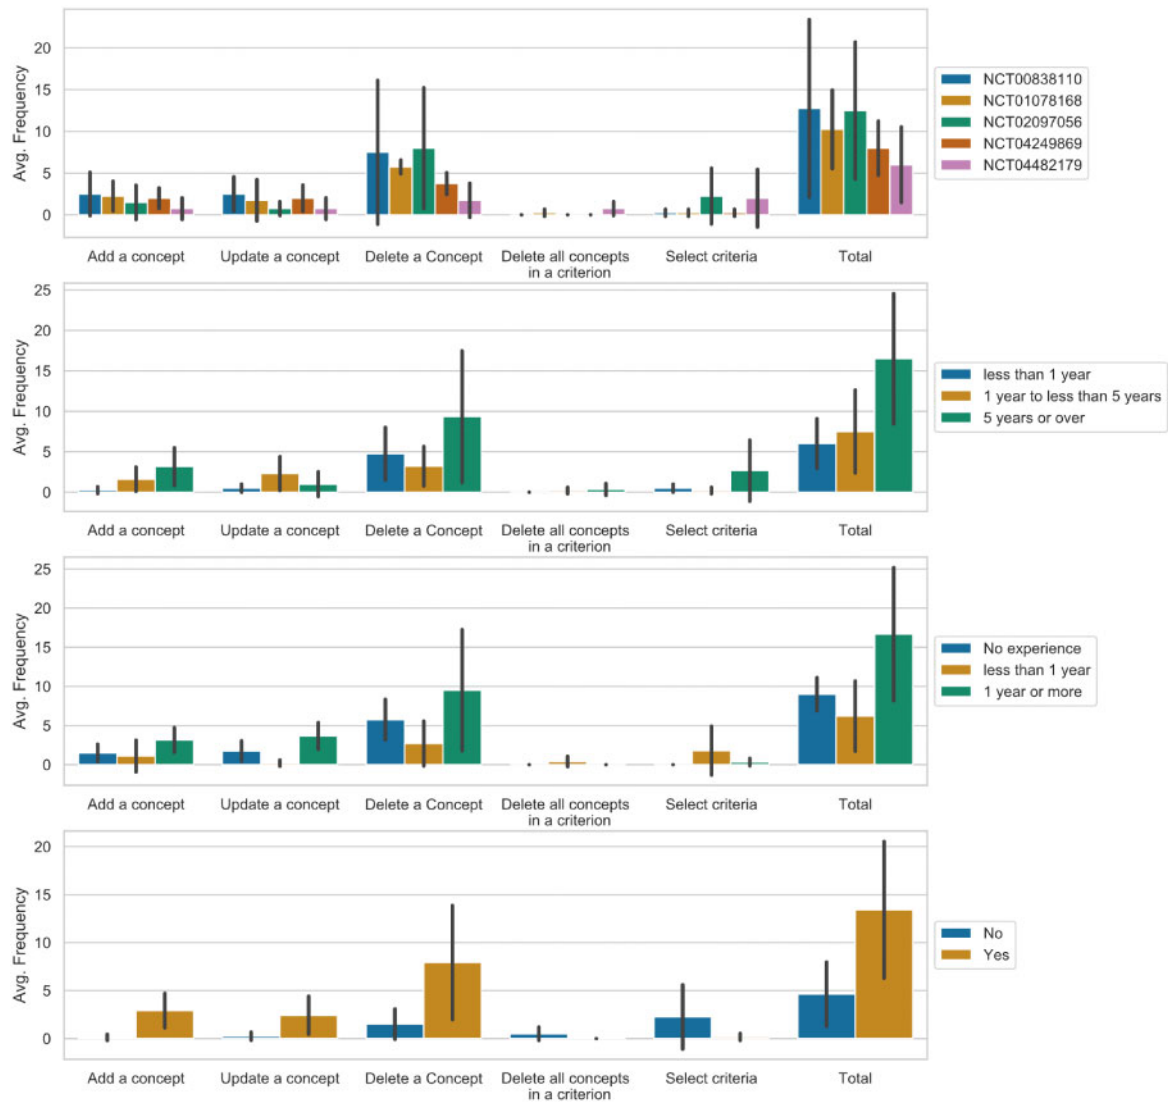 Avg. Frequency
20
15
10
5
0
Add a concept
Update a concept
Delete a Concept
Delete all concepts
in a criterion
Select criteria
Total
NCT00838110
NCT01078168
NCT02097056
NCT04249869
NCT04482179
Avg. Frequency
25
20
15
10
5
0
Add a concept
Update a concept
Delete a Concept
Delete all concepts
in a criterion
Select criteria
Total
less than 1 year
1 year to less than 5 years
5 years or over
Avg. Frequency
25
20
15
10
5
0
Add a concept
Update a concept
Delete a Concept
Delete all concepts
in a criterion
Select criteria
Total
No experience
less than 1 year
1 year or more
Avg. Frequency
20
15
10
5
0
Add a concept
Update a concept
Delete a Concept
Delete all concepts
in a criterion
Select criteria
Total
No
Yes